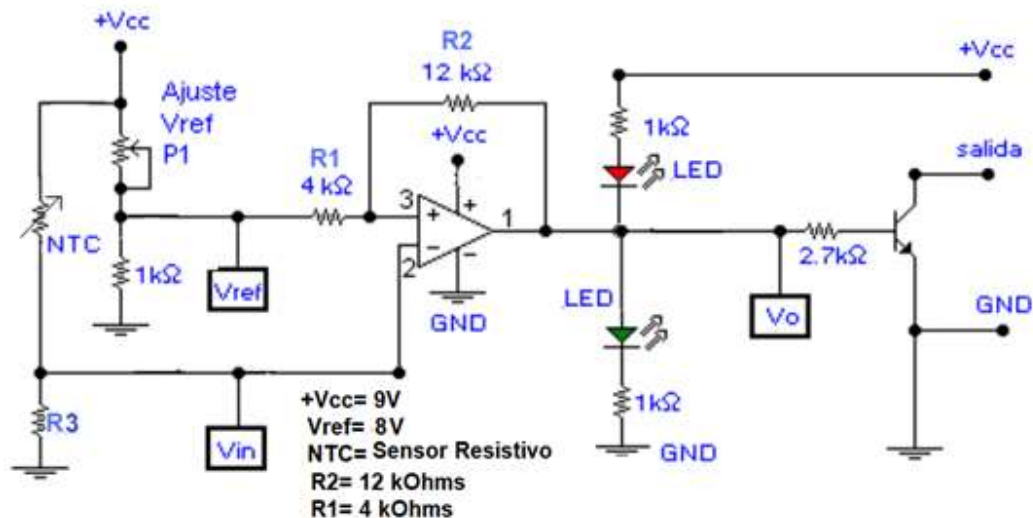 +Vcc
R2
12 kΩ
+Vcc
Ajuste
Vref
P1
+Vcc
1kΩ
LED
salida
R1
4 kΩ
3
+
+
1
NTC
−
−
2
1kΩ
Vref
GND
2.7kΩ
LED
Vo
GND
R3
Vin
1kΩ
GND
+Vcc= 9V
Vref= 8V
NTC= Sensor Resistivo
R2= 12 kOhms
R1= 4 kOhms